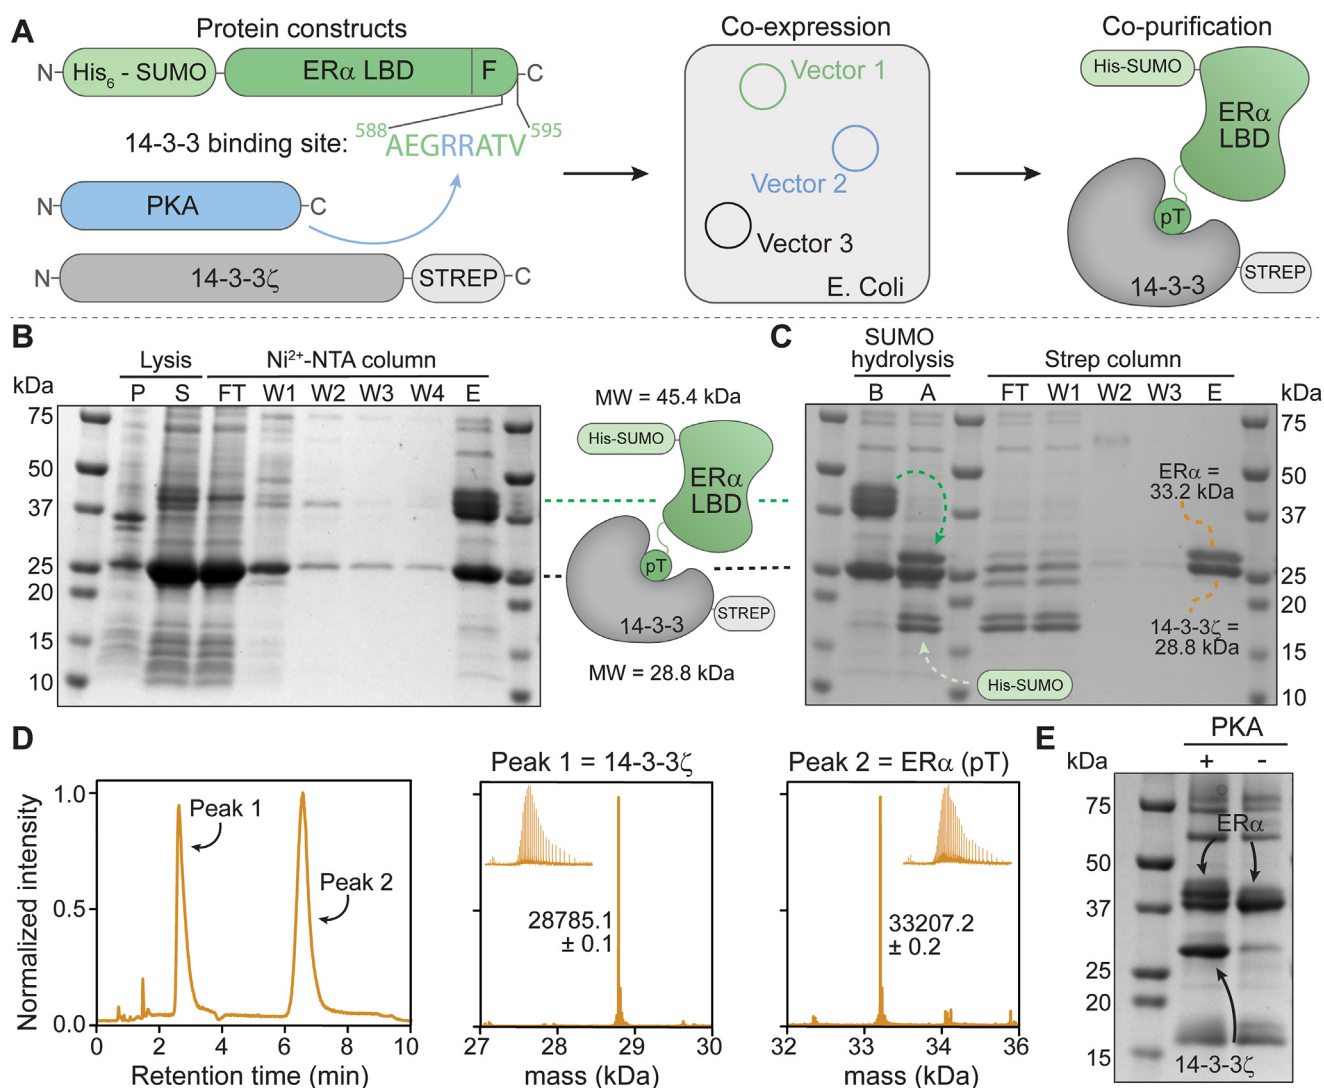 A
Protein constructs
Co-expression
Co-purification
N
His6 - SUMO
ERα LBD
F
C
14-3-3 binding site:
588
AEGRRATV
595
N
PKA
C
N
14-3-3ζ
STREP
C
Vector 1
Vector 2
Vector 3
E. Coli
His-SUMO
ERα
LBD
pT
14-3-3
STREP
B
Lysis
Ni2+-NTA column
kDa
P S FT W1 W2 W3 W4 E
75
50
37
25
20
15
10
MW = 45.4 kDa
His-SUMO
ERα
LBD
pT
14-3-3
STREP
MW = 28.8 kDa
C
SUMO
hydrolysis
Strep column
B A FT W1 W2 W3 E
kDa
75
50
37
25
20
15
10
ERα =
33.2 kDa
14-3-3ζ =
28.8 kDa
His-SUMO
D
Normalized intensity
1.0
0.5
0.0
Peak 1
Peak 2
0 2 4 6 8 10
Retention time (min)
Peak 1 = 14-3-3ζ
28785.1
± 0.1
27 28 29 30
mass (kDa)
Peak 2 = ERα (pT)
33207.2
± 0.2
32 33 34 36
mass (kDa)
E
PKA
kDa
+ -
75
50
37
25
20
15
ERα
14-3-3ζ